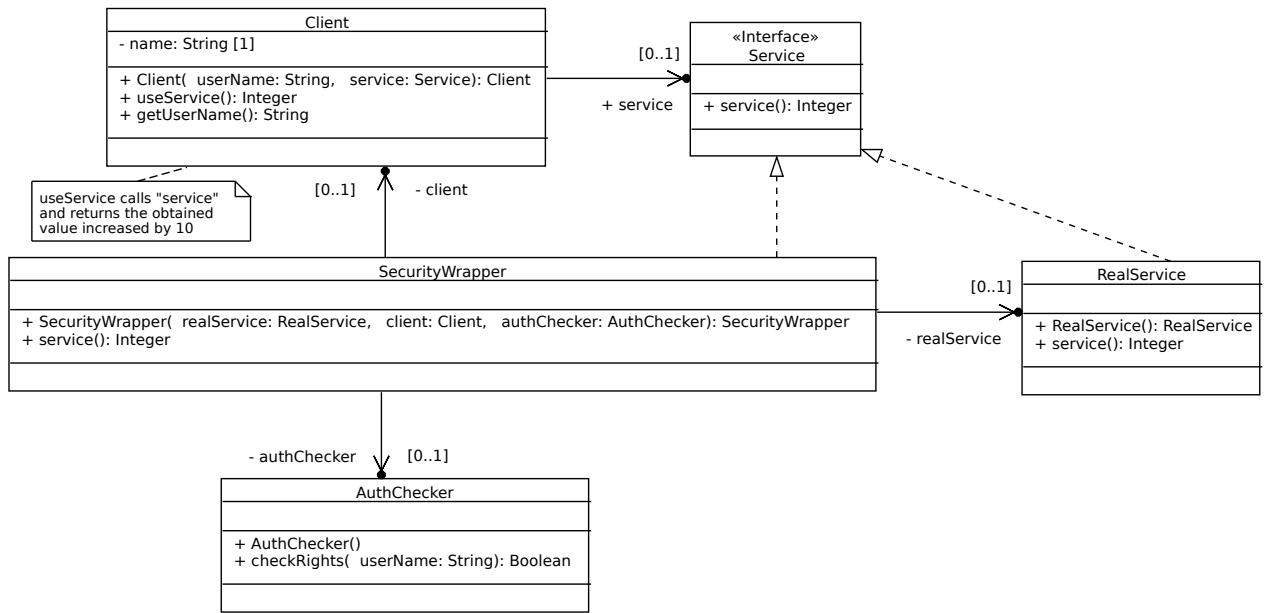 Client
- name: String [1]
+ Client(  userName: String,   service: Service): Client
+ useService(): Integer
+ getUserName(): String
[0..1]
+ service
«Interface»
Service
+ service(): Integer
useService calls "service"
and returns the obtained
value increased by 10
[0..1]
- client
SecurityWrapper
+ SecurityWrapper(  realService: RealService,   client: Client,   authChecker: AuthChecker): SecurityWrapper
+ service(): Integer
[0..1]
- realService
RealService
+ RealService(): RealService
+ service(): Integer
- authChecker
[0..1]
AuthChecker
+ AuthChecker()
+ checkRights(  userName: String): Boolean